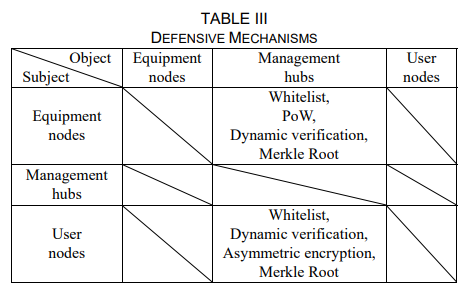 TABLE III
DEFENSIVE MECHANISMS
Object
Subject
Equipment
nodes
Management
hubs
User
nodes
Equipment
nodes
Whitelist,
PoW,
Dynamic verification,
Merkle Root
Management
hubs
User
nodes
Whitelist,
Dynamic verification,
Asymmetric encryption,
Merkle Root